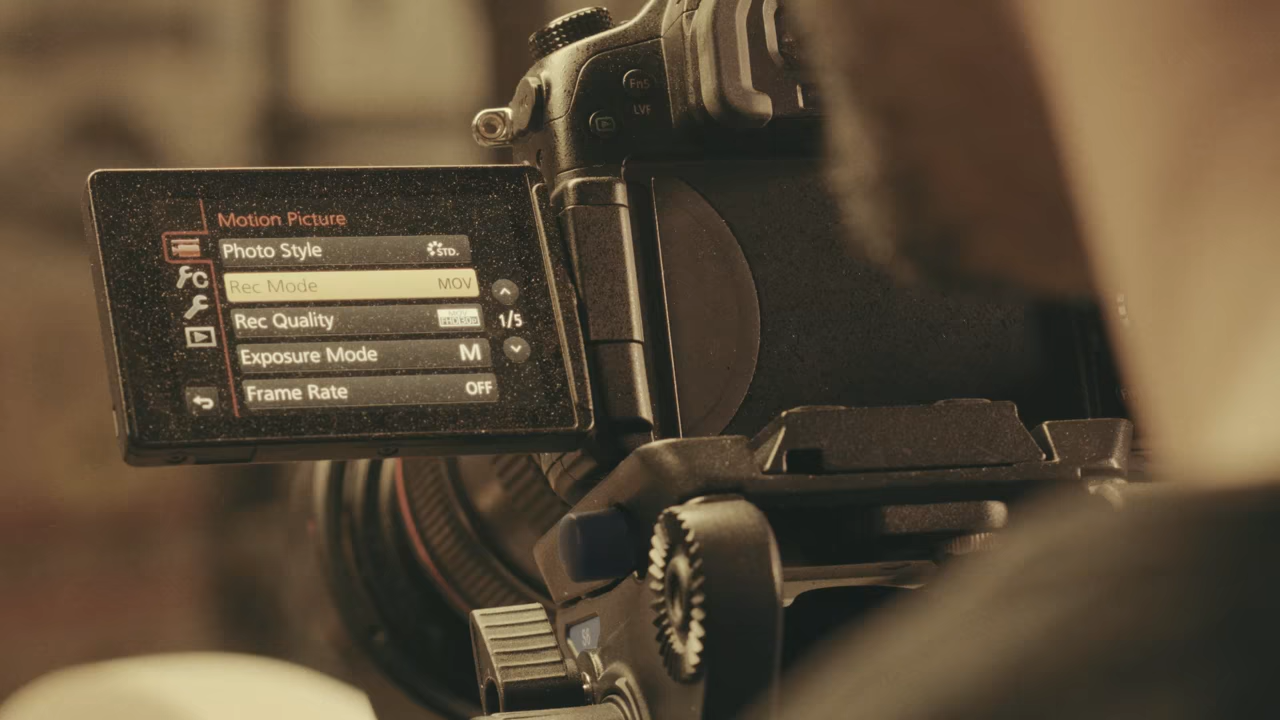 Fn5
LVF
Motion Picture
Photo Style STD.
Rec Mode MOV
Rec Quality
1/5
Exposure Mode M
Frame Rate OFF